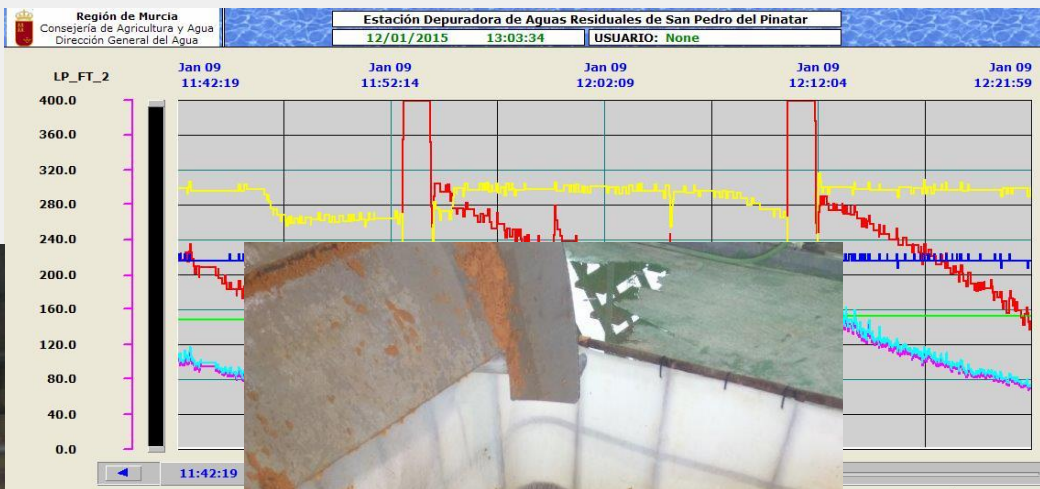 Región de Murcia
Consejería de Agricultura y Agua
Dirección General del Agua
Estación Depuradora de Aguas Residuales de San Pedro del Pinatar
12/01/2015 13:03:34 USUARIO: None
LP_FT_2
Jan 09 Jan 09 Jan 09 Jan 09 Jan 09
11:42:19 11:52:14 12:02:09 12:12:04 12:21:59
400.0
360.0
320.0
280.0
240.0
200.0
160.0
120.0
80.0
40.0
0.0
11:42:19